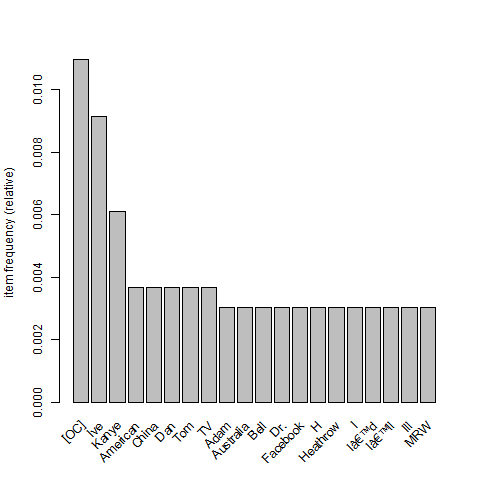 item frequency (relative)
0.010
0.008
0.006
0.004
0.002
0.000
[OC]
Ive
Kanye
American
China
Dan
Tom
TV
Adam
Australia
Bell
Dr.
Facebook
H
Heathrow
I
Iâ€™d
Iâ€™ll
Ill
MRW